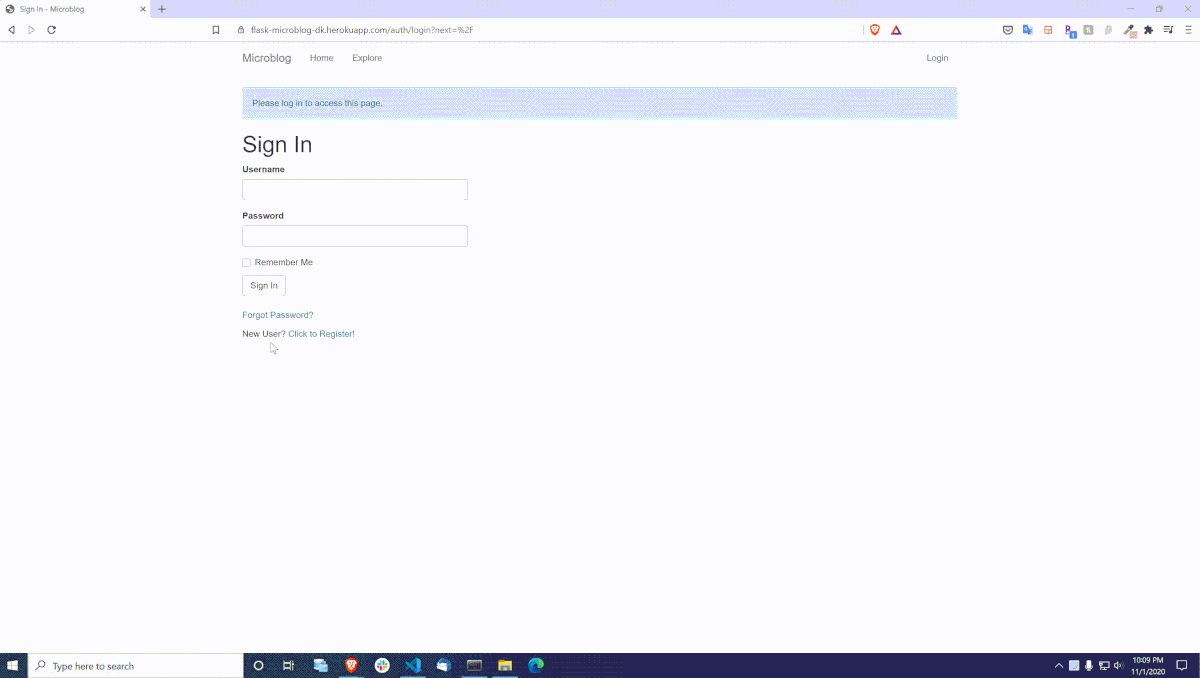 Sign In - Microblog
flask-microblog-dk.herokuapp.com/auth/login?next=%2F
Microblog Home Explore Login
Please log in to access this page.
Sign In
Username
Password
Remember Me
Sign In
Forgot Password?
New User? Click to Register!
Type here to search
10:09 PM
11/1/2020